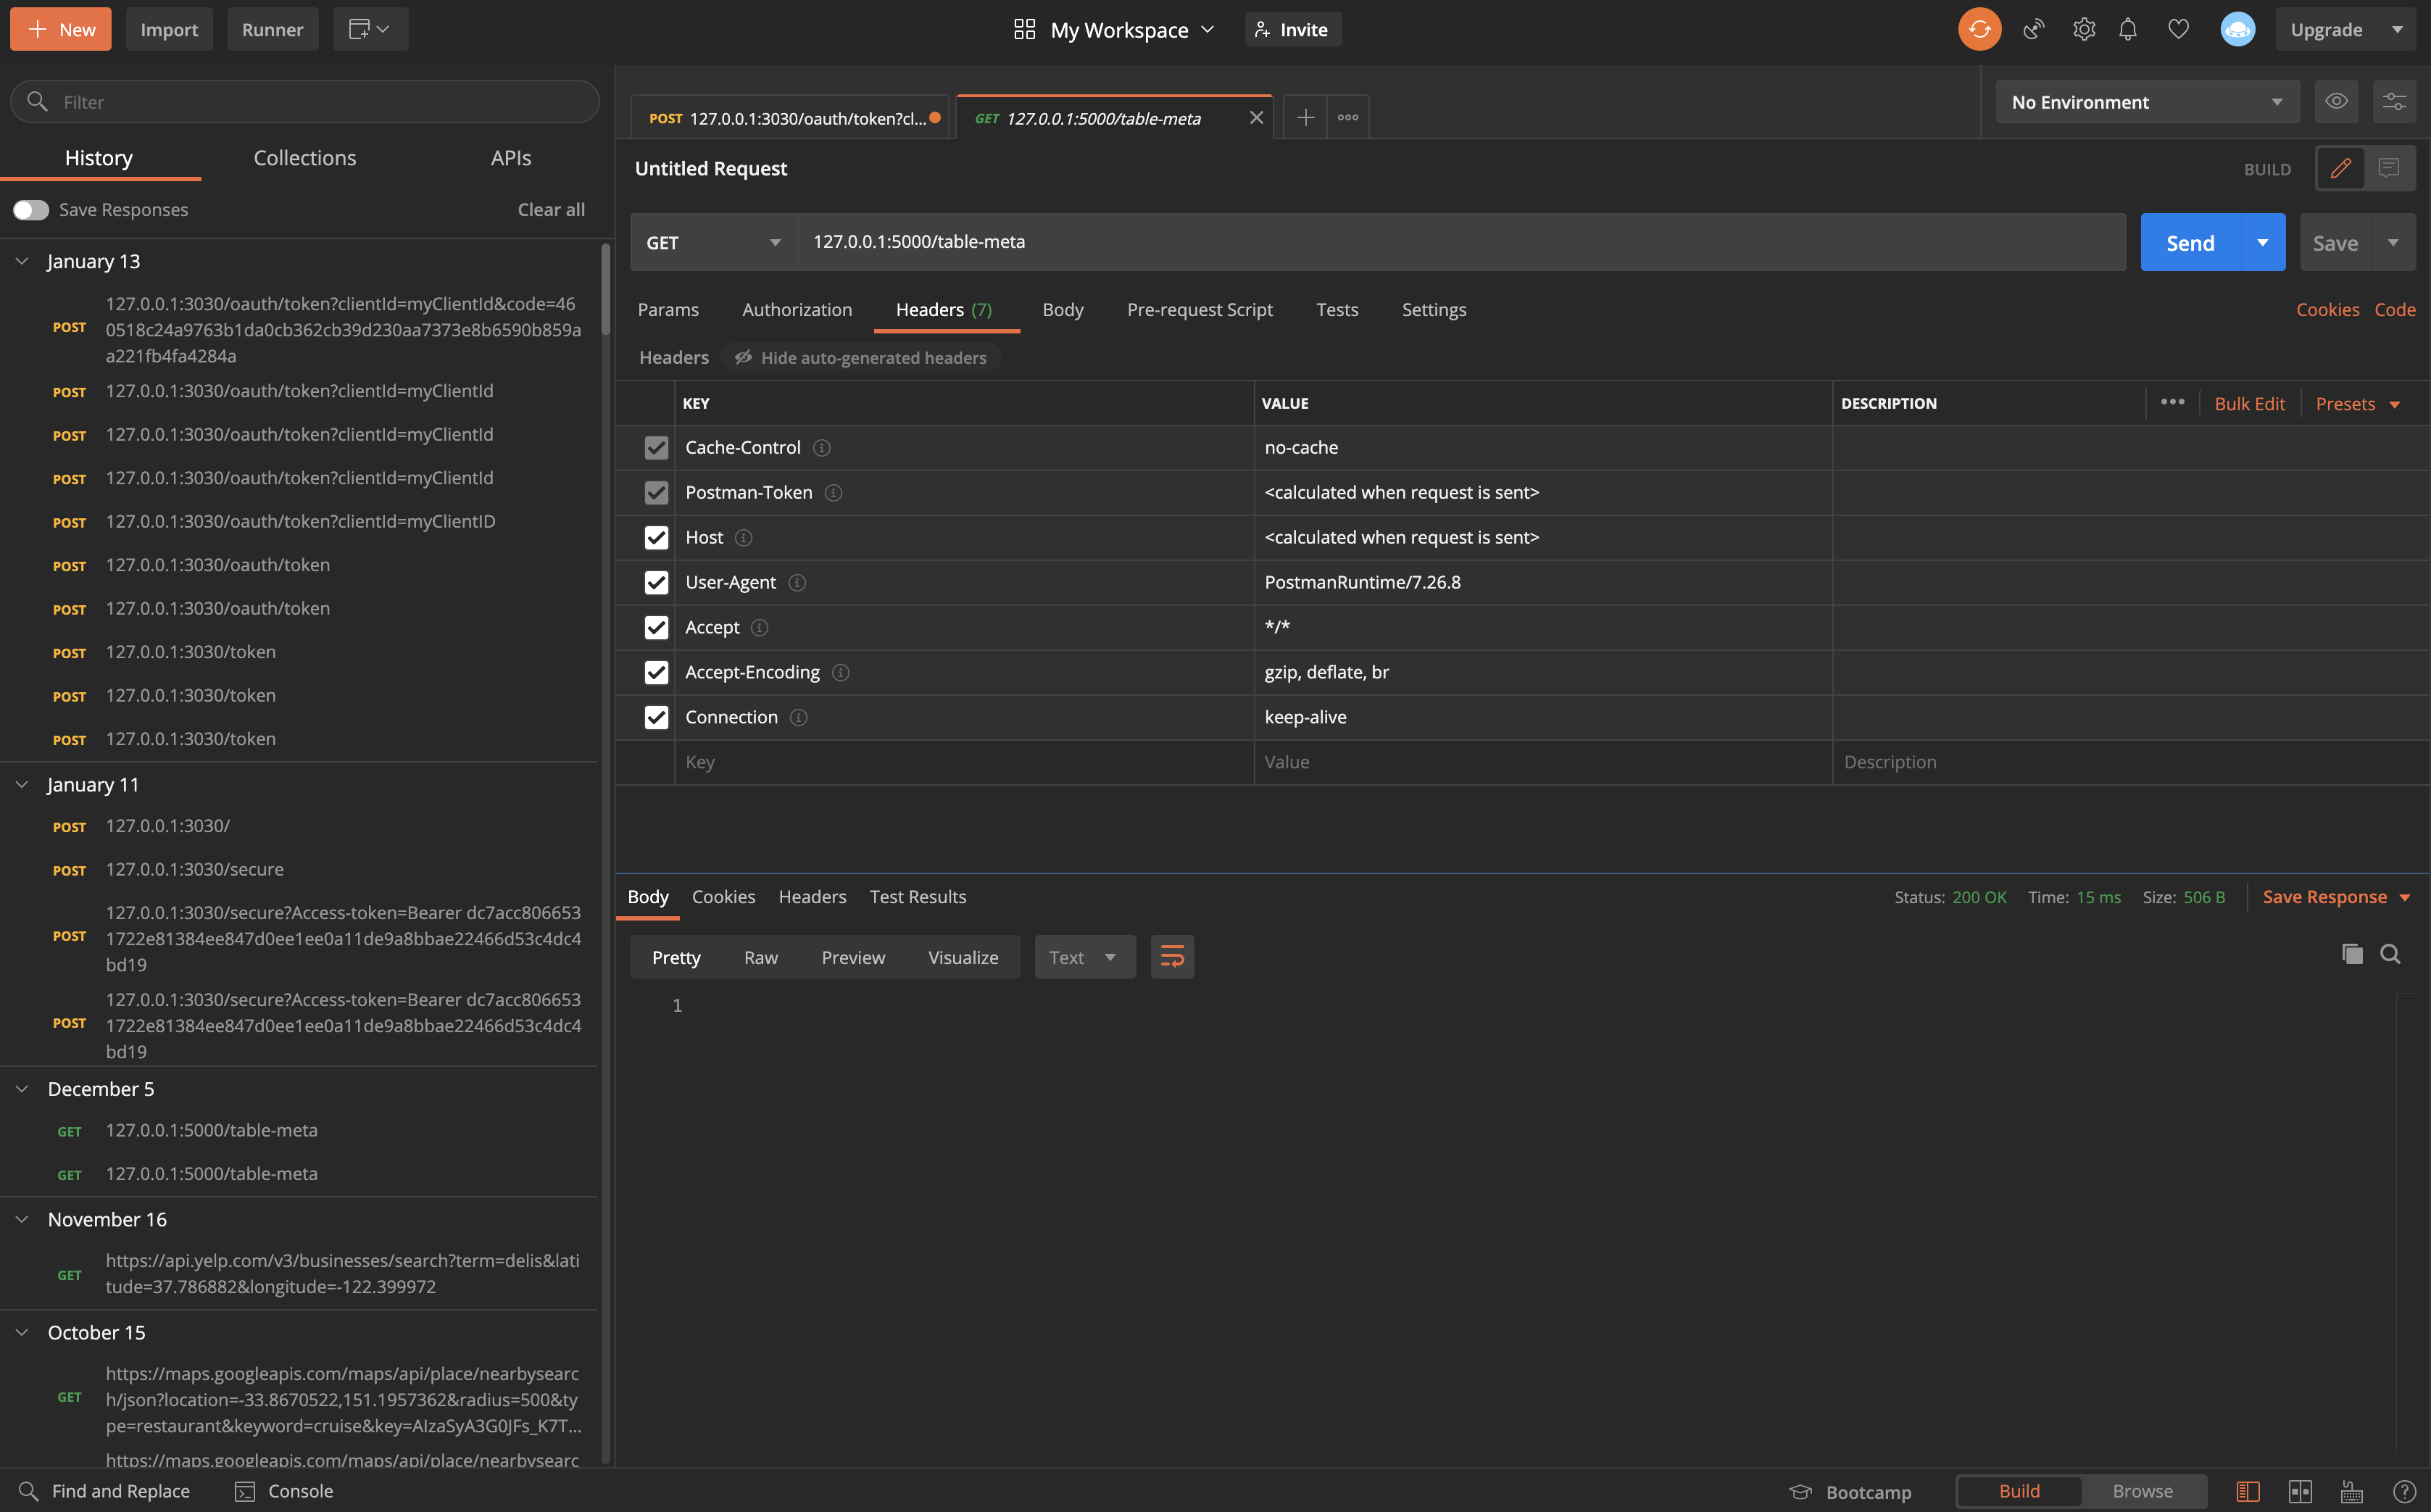 New
Import
Runner
My Workspace
Invite
Upgrade
Filter
History
Collections
APIs
Save Responses
Clear all
January 13
POST
127.0.0.1:3030/oauth/token?clientId=myClientId&code=46
0518c24a9763b1da0cb362cb39d230aa7373e8b6590b859a
a221fb4fa4284a
POST 127.0.0.1:3030/oauth/token?clientId=myClientId
POST 127.0.0.1:3030/oauth/token?clientId=myClientId
POST 127.0.0.1:3030/oauth/token?clientId=myClientId
POST 127.0.0.1:3030/oauth/token?clientId=myClientID
POST 127.0.0.1:3030/oauth/token
POST 127.0.0.1:3030/oauth/token
POST 127.0.0.1:3030/token
POST 127.0.0.1:3030/token
POST 127.0.0.1:3030/token
January 11
POST 127.0.0.1:3030/
POST 127.0.0.1:3030/secure
POST
127.0.0.1:3030/secure?Access-token=Bearer dc7acc806653
1722e81384ee847d0ee1ee0a11de9a8bbae22466d53c4dc4
bd19
POST
127.0.0.1:3030/secure?Access-token=Bearer dc7acc806653
1722e81384ee847d0ee1ee0a11de9a8bbae22466d53c4dc4
bd19
December 5
GET 127.0.0.1:5000/table-meta
GET 127.0.0.1:5000/table-meta
November 16
GET
https://api.yelp.com/v3/businesses/search?term=delis&lati
tude=37.786882&longitude=-122.399972
October 15
GET
https://maps.googleapis.com/maps/api/place/nearbysearc
h/json?location=-33.8670522,151.1957362&radius=500&ty
pe=restaurant&keyword=cruise&key=AIzaSyA3G0JFs_K7T...
https://maps.googleapis.com/maps/api/place/nearbysearc
POST 127.0.0.1:3030/oauth/token?cl...
GET 127.0.0.1:5000/table-meta
No Environment
Untitled Request
BUILD
GET
127.0.0.1:5000/table-meta
Send
Save
Params
Authorization
Headers (7)
Body
Pre-request Script
Tests
Settings
Cookies
Code
Headers
Hide auto-generated headers
KEY VALUE DESCRIPTION
Bulk Edit
Presets
Cache-Control no-cache
Postman-Token <calculated when request is sent>
Host <calculated when request is sent>
User-Agent PostmanRuntime/7.26.8
Accept */*
Accept-Encoding gzip, deflate, br
Connection keep-alive
Key Value Description
Body
Cookies
Headers
Test Results
Status: 200 OK
Time: 15 ms
Size: 506 B
Save Response
Pretty
Raw
Preview
Visualize
Text
1
Find and Replace
Console
Bootcamp
Build
Browse